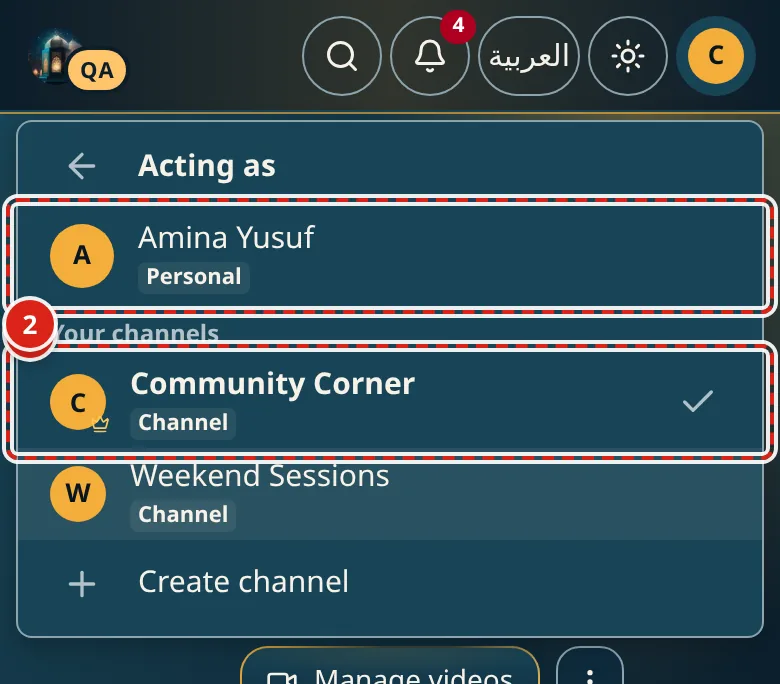 QA
4
العربية
C
Acting as
A
Amina Yusuf
Personal
2
Your channels
C
Community Corner
Channel
W
Weekend Sessions
Channel
Create channel
Manage videos